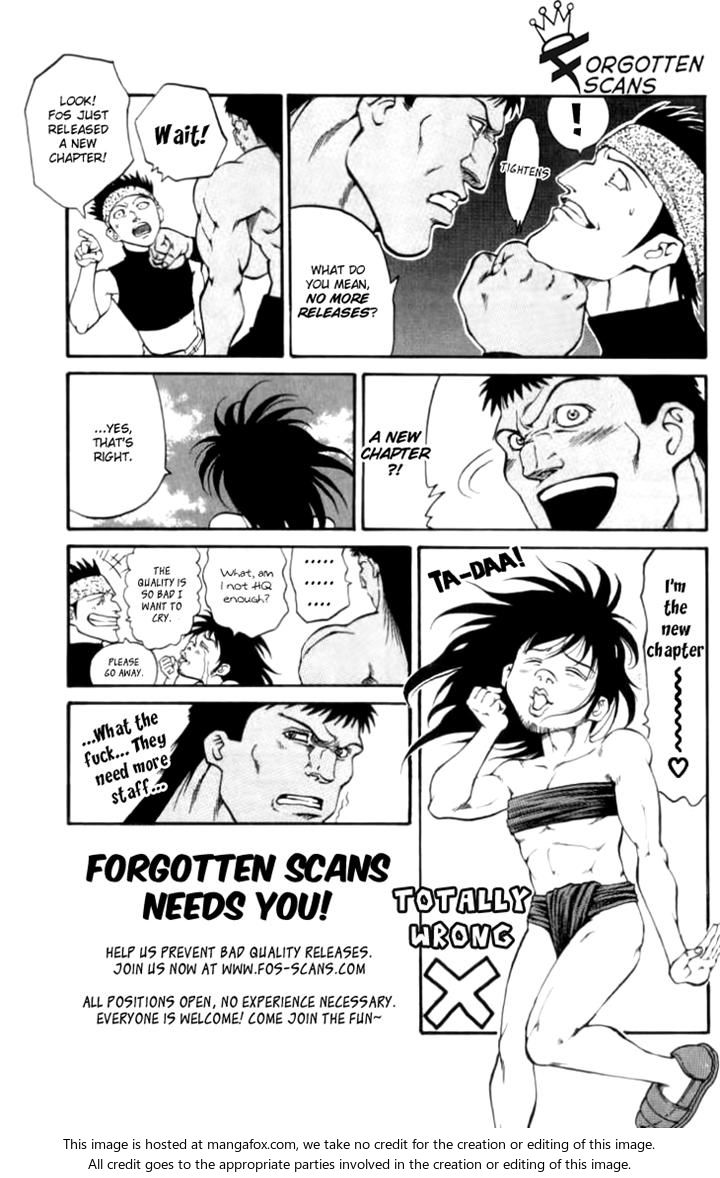 FORGOTTEN
SCANS
LOOK!
FOS JUST
RELEASED
A NEW
CHAPTER!
Wait!
!
TIGHTENS
WHAT DO
YOU MEAN,
NO MORE
RELEASES?
...YES,
THAT'S
RIGHT.
A NEW
CHAPTER
?!
THE
QUALITY IS
SO BAD I
WANT TO
CRY.
What, am
I not HQ
enough?
.....
.....
....
PLEASE
GO AWAY.
TA-DAA!
I'm
the
new
chapter
...What the
fuck... They
need more
staff...
FORGOTTEN SCANS
NEEDS YOU!
HELP US PREVENT BAD QUALITY RELEASES.
JOIN US NOW AT WWW.FOS-SCANS.COM
ALL POSITIONS OPEN, NO EXPERIENCE NECESSARY.
EVERYONE IS WELCOME! COME JOIN THE FUN~
TOTALLY
WRONG
This image is hosted at mangafox.com, we take no credit for the creation or editing of this image.
All credit goes to the appropriate parties involved in the creation or editing of this image.